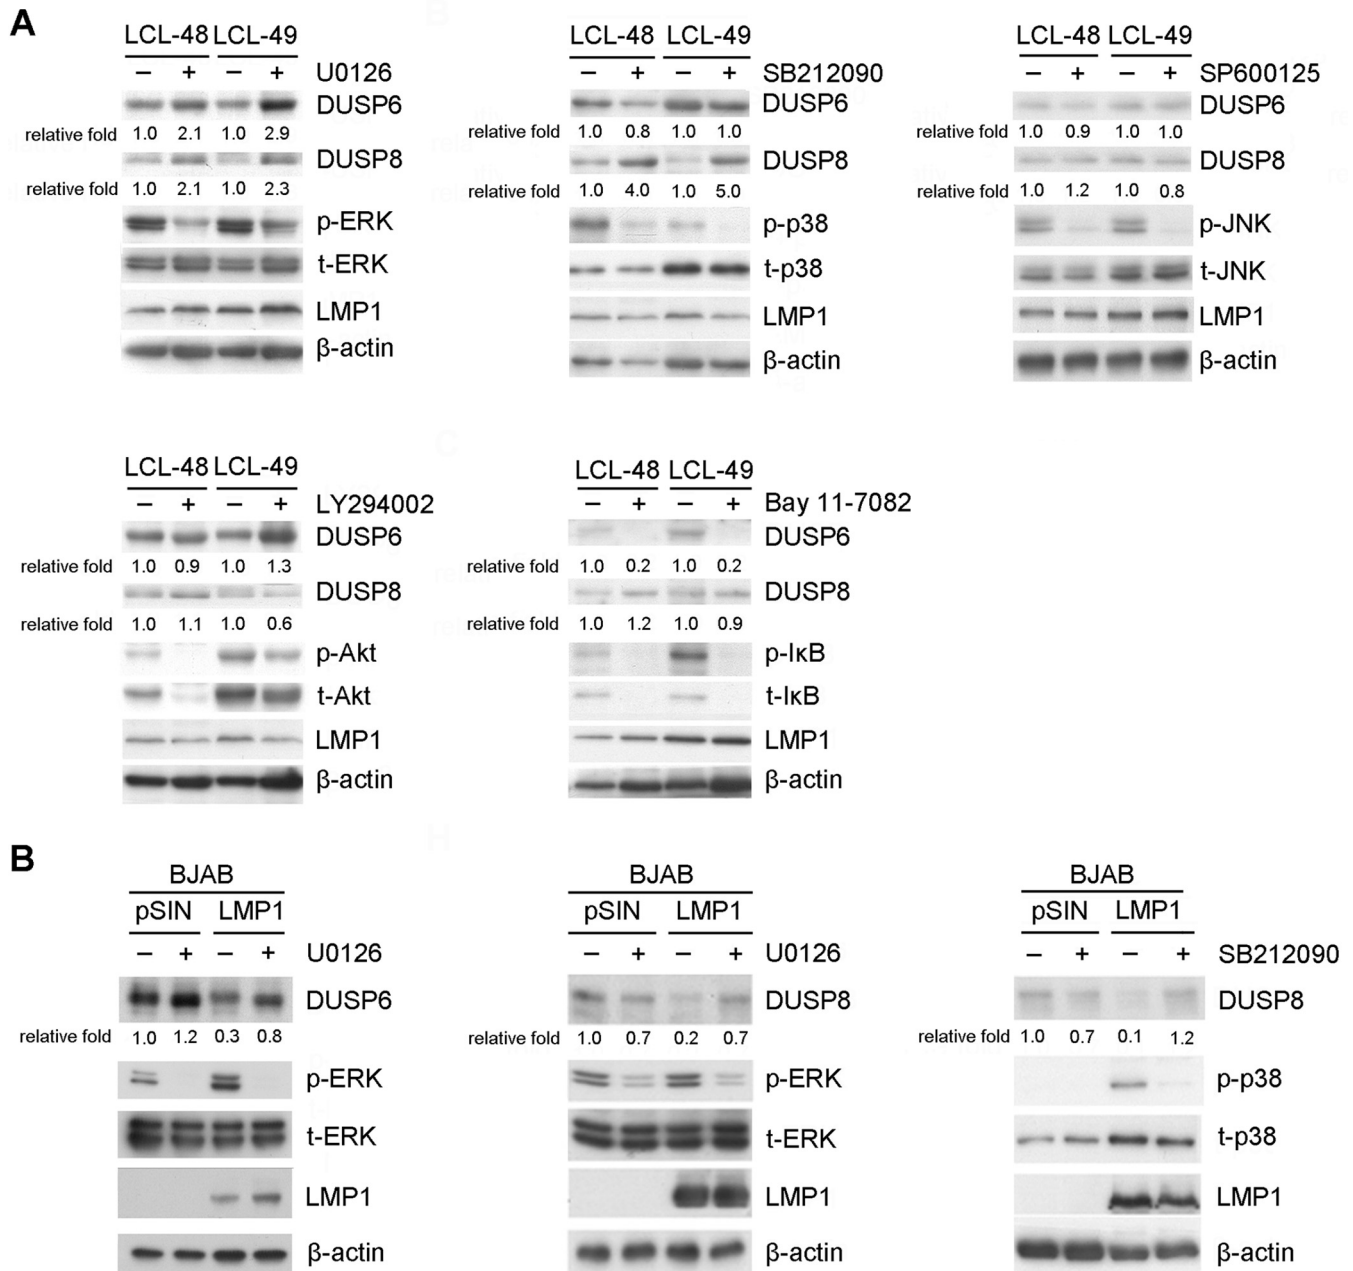 A
LCL-48 LCL-49
− + − + U0126
DUSP6
relative fold 1.0 2.1 1.0 2.9
DUSP8
relative fold 1.0 2.1 1.0 2.3
p-ERK
t-ERK
LMP1
β-actin
LCL-48 LCL-49
− + − + SB212090
DUSP6
relative fold 1.0 0.8 1.0 1.0
DUSP8
relative fold 1.0 4.0 1.0 5.0
p-p38
t-p38
LMP1
β-actin
LCL-48 LCL-49
− + − + SP600125
DUSP6
relative fold 1.0 0.9 1.0 1.0
DUSP8
relative fold 1.0 1.2 1.0 0.8
p-JNK
t-JNK
LMP1
β-actin
LCL-48 LCL-49
− + − + LY294002
DUSP6
relative fold 1.0 0.9 1.0 1.3
DUSP8
relative fold 1.0 1.1 1.0 0.6
p-Akt
t-Akt
LMP1
β-actin
LCL-48 LCL-49
− + − + Bay 11-7082
DUSP6
relative fold 1.0 0.2 1.0 0.2
DUSP8
relative fold 1.0 1.2 1.0 0.9
p-IκB
t-IκB
LMP1
β-actin
B
BJAB
pSIN LMP1
− + − + U0126
DUSP6
relative fold 1.0 1.2 0.3 0.8
p-ERK
t-ERK
LMP1
β-actin
BJAB
pSIN LMP1
− + − + U0126
DUSP8
relative fold 1.0 0.7 0.2 0.7
p-ERK
t-ERK
LMP1
β-actin
BJAB
pSIN LMP1
− + − + SB212090
DUSP8
relative fold 1.0 0.7 0.1 1.2
p-p38
t-p38
LMP1
β-actin